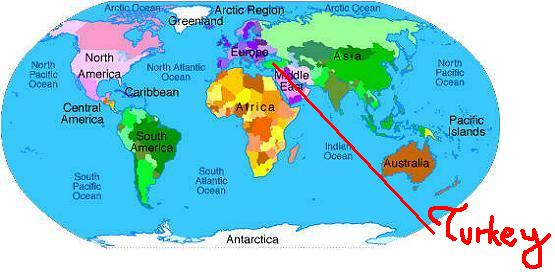 Arctic Ocean
Arctic Region
Arctic Ocean
Greenland
North
America
North
Pacific
Ocean
North Atlantic
Ocean
Europe
Asia
Middle
East
North
Pacific
Ocean
Caribbean
Central
America
Africa
Pacific
Islands
South
America
Indian
Ocean
Australia
South
Pacific
Ocean
South
Atlantic
Ocean
Turkey
Antarctica